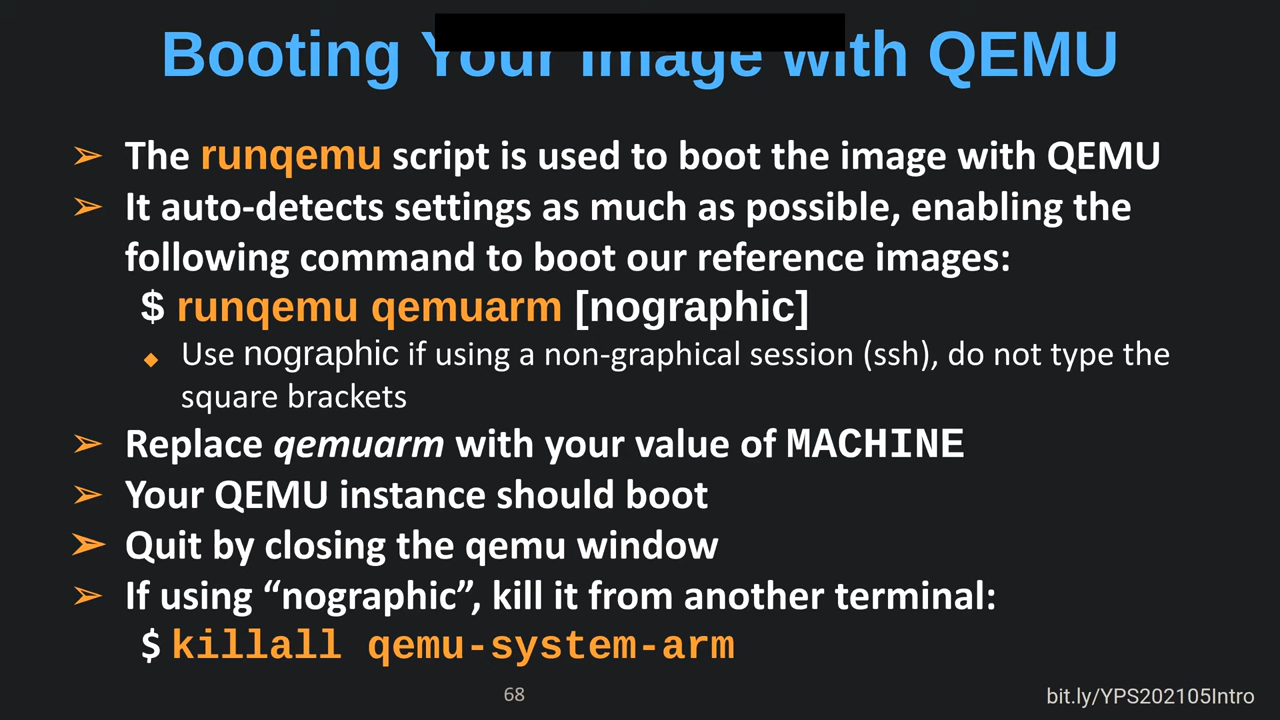 Booting Your Image with QEMU
➢ The runqemu script is used to boot the image with QEMU
➢ It auto-detects settings as much as possible, enabling the
following command to boot our reference images:
$ runqemu qemuarm [nographic]
◆ Use nographic if using a non-graphical session (ssh), do not type the
square brackets
➢ Replace qemuarm with your value of MACHINE
➢ Your QEMU instance should boot
➢ Quit by closing the qemu window
➢ If using “nographic”, kill it from another terminal:
$ killall qemu-system-arm
68
bit.ly/YPS202105Intro